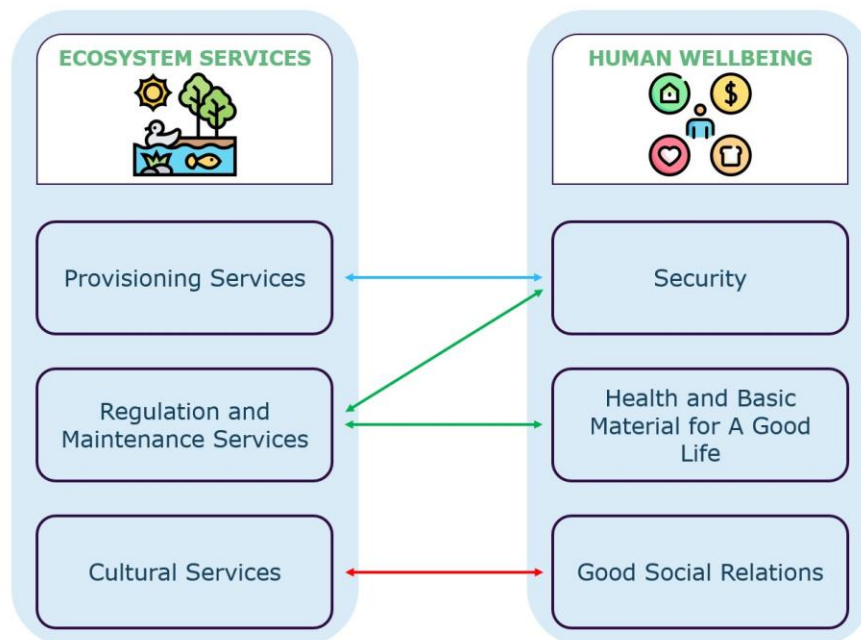 ECOSYSTEM SERVICES
HUMAN WELLBEING
$
Provisioning Services
Security
Regulation and
Maintenance Services
Health and Basic
Material for A Good
Life
Cultural Services
Good Social Relations